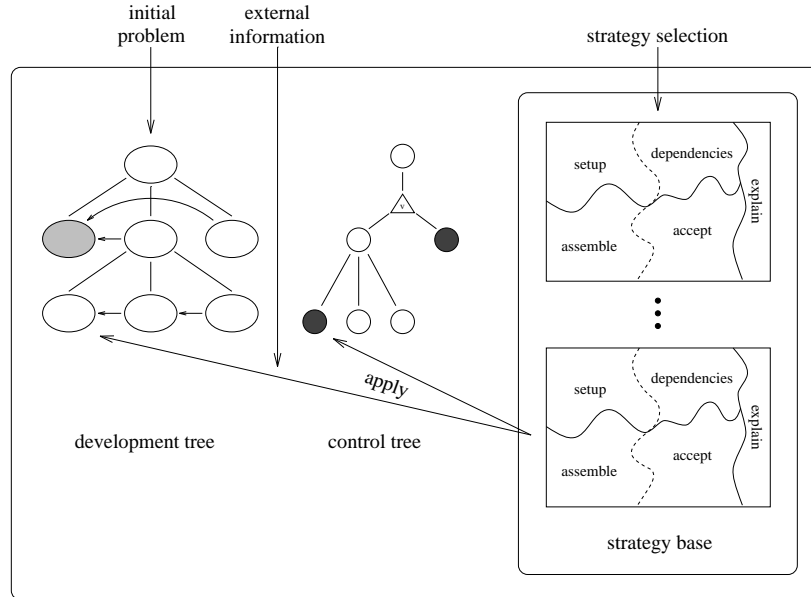 initial
problem
external
information
strategy selection
setup
dependencies
explain
assemble
accept
v
setup
dependencies
explain
assemble
accept
apply
development tree
control tree
strategy base